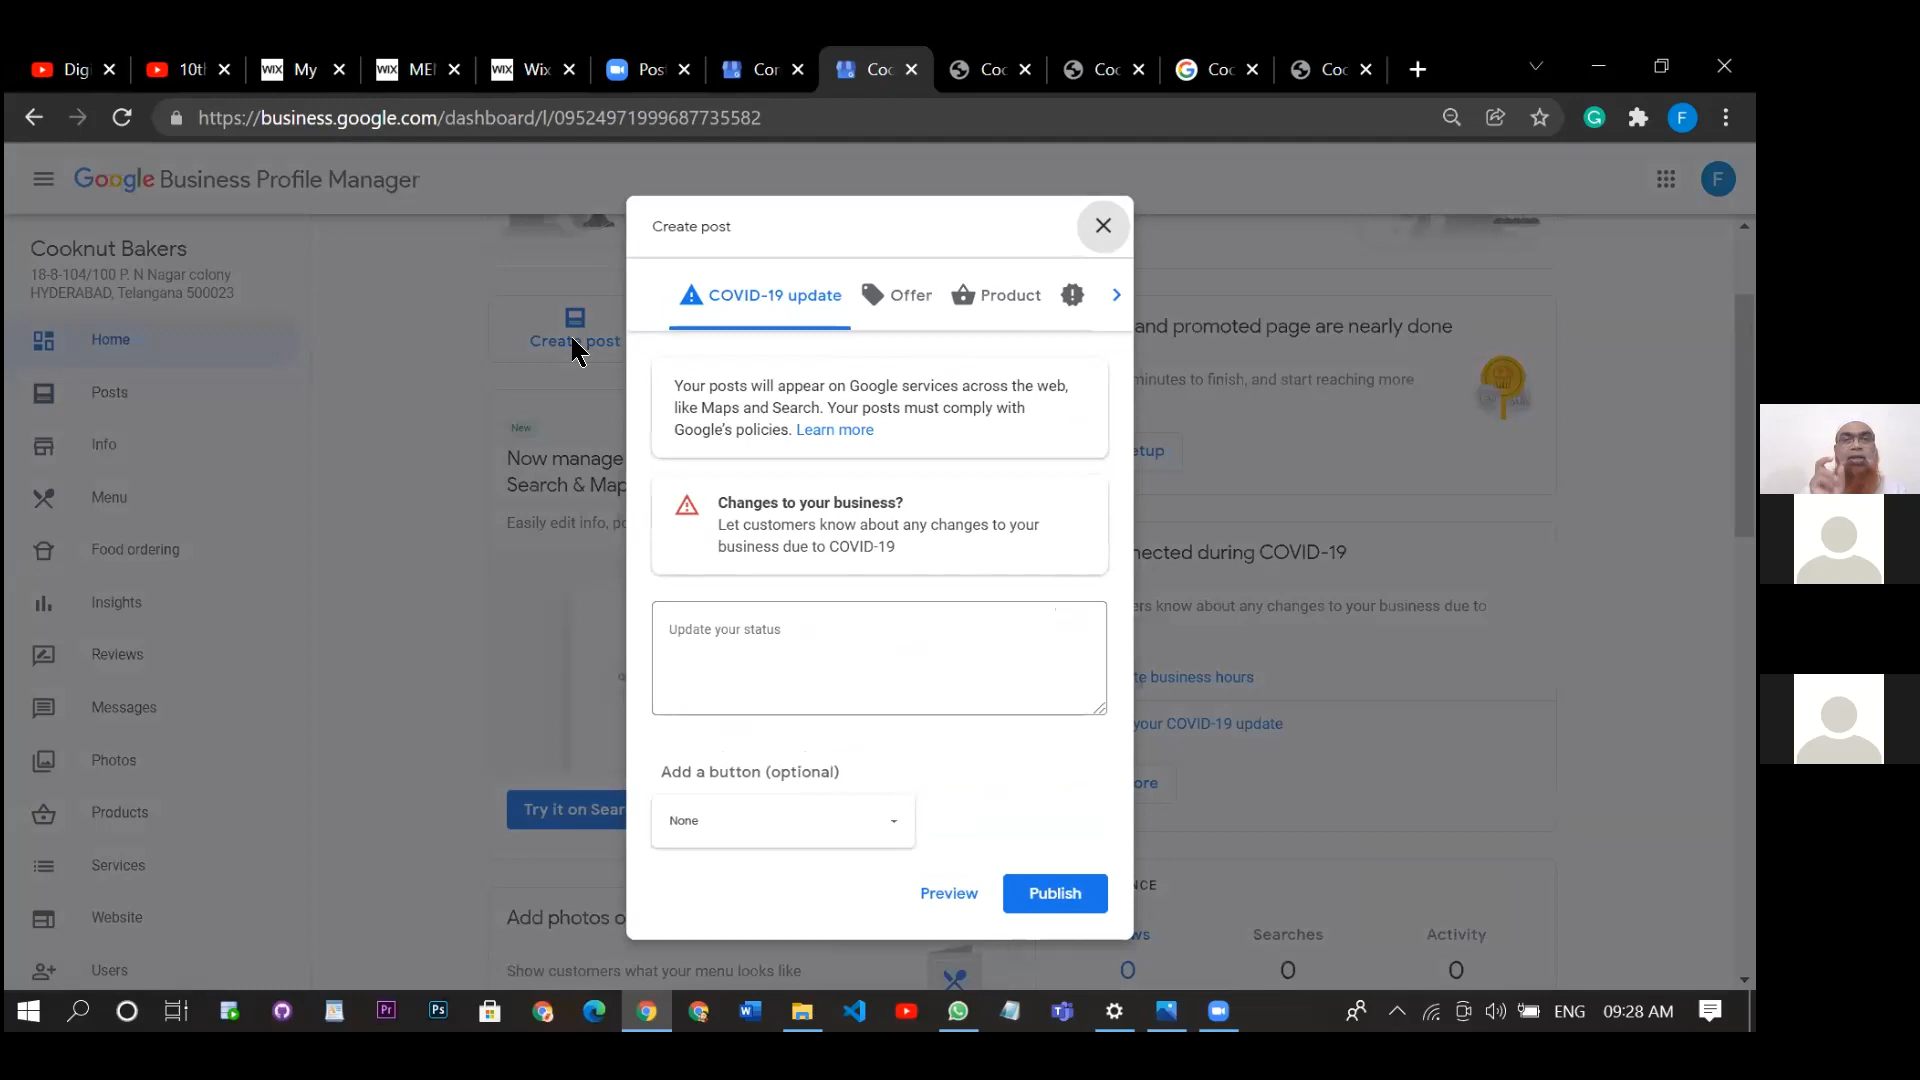 Dig
10th
WIX My
WIX ME
WIX Wix
Pos
Cor
Coc
Coc
Coc
Coc
Coc
https://business.google.com/dashboard/l/09524971999687735582
F
Google Business Profile Manager
F
Cooknut Bakers
18-8-104/100 P. N Nagar colony
HYDERABAD, Telangana 500023
Home
Posts
Info
Menu
Food ordering
Insights
Reviews
Messages
Photos
Products
Services
Website
Users
Create post
New
Now manage
Search & Map
Easily edit info, po
Try it on Sear
Add photos o
Show customers what your menu looks like
Create post
COVID-19 update
Offer
Product
Your posts will appear on Google services across the web,
like Maps and Search. Your posts must comply with
Google's policies. Learn more
Changes to your business?
Let customers know about any changes to your
business due to COVID-19
Update your status
Add a button (optional)
None
Preview
Publish
and promoted page are nearly done
minutes to finish, and start reaching more
etup
nected during COVID-19
ers know about any changes to your business due to
te business hours
your COVID-19 update
ore
NCE
ws
Searches
Activity
0
0
0
ENG
09:28 AM